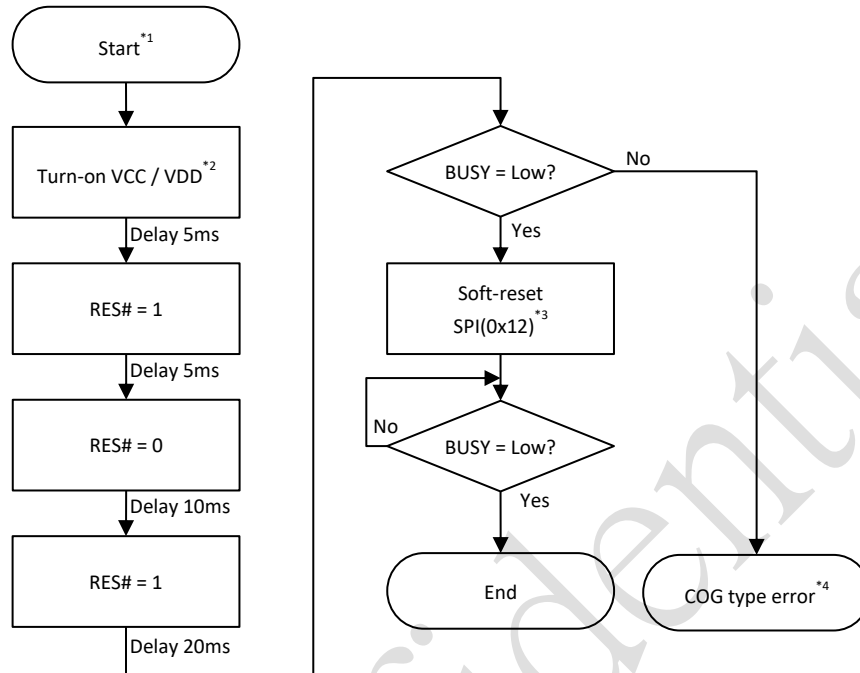 Start*1
Turn-on VCC / VDD*2
Delay 5ms
RES# = 1
Delay 5ms
RES# = 0
Delay 10ms
RES# = 1
Delay 20ms
BUSY = Low?
No
Yes
Soft-reset
SPI(0x12)*3
No
BUSY = Low?
Yes
End
COG type error*4